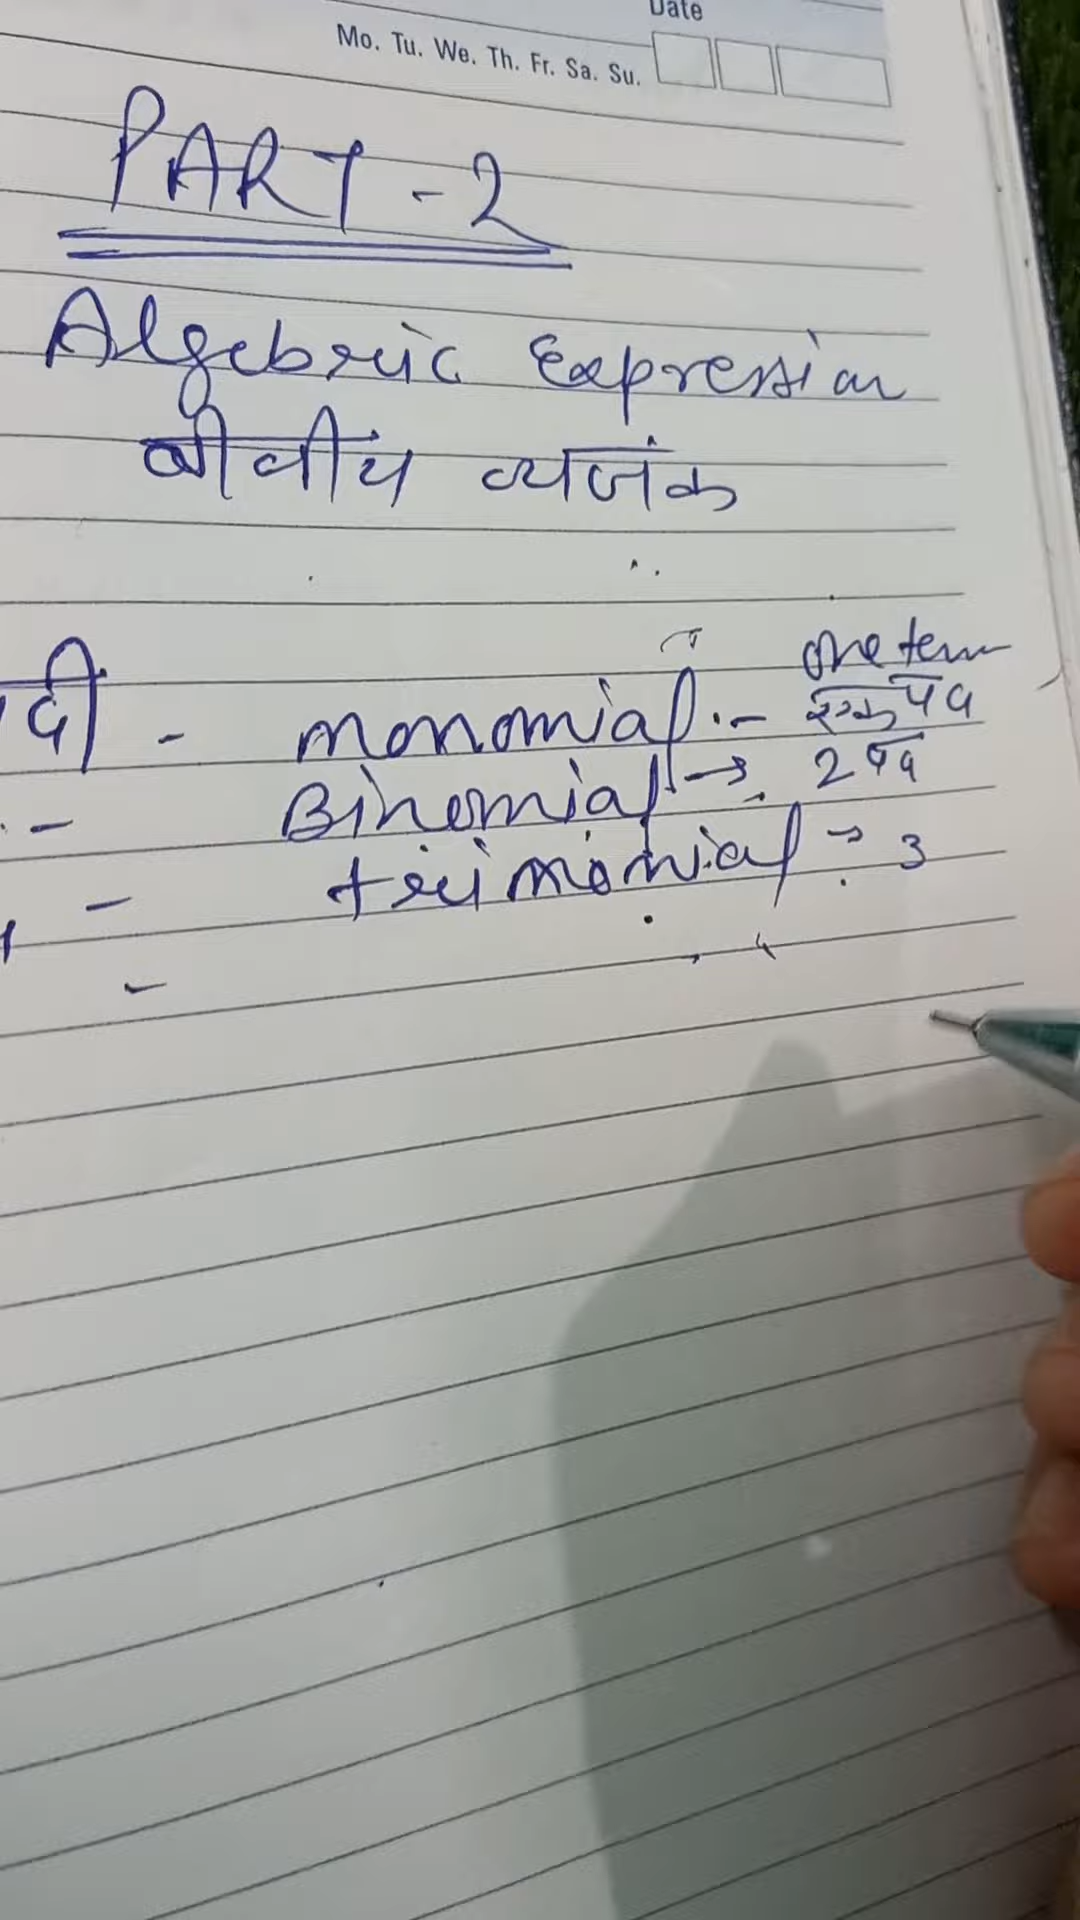 Date
Mo. Tu. We. Th. Fr. Sa. Su.
PART-2
Algebric Expression
बीजीय व्यजंक
one term
दी - monomial :- एक पद
- Binomial → 2 पद
- trinomial → 3
-